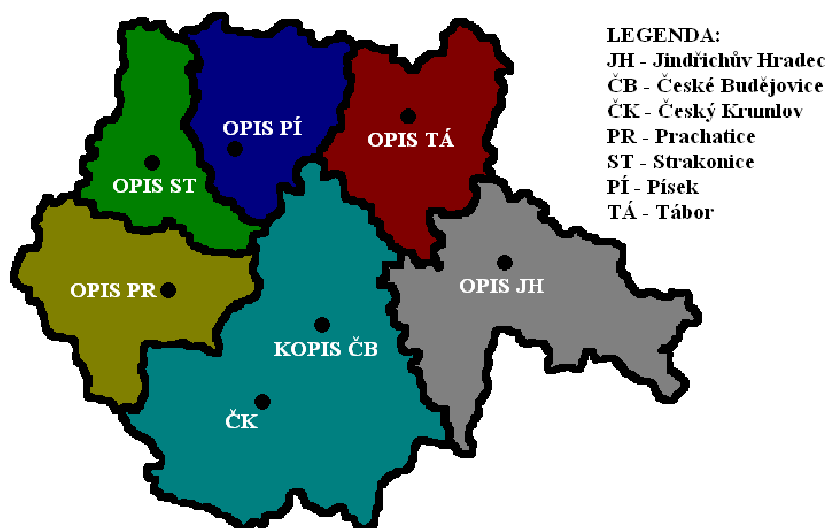 LEGENDA:
JH - Jindřichův Hradec
ČB - České Budějovice
ČK - Český Krumlov
PR - Prachatice
ST - Strakonice
PÍ - Písek
TÁ - Tábor
OPIS PÍ
OPIS TÁ
OPIS ST
OPIS PR
OPIS JH
KOPIS ČB
ČK